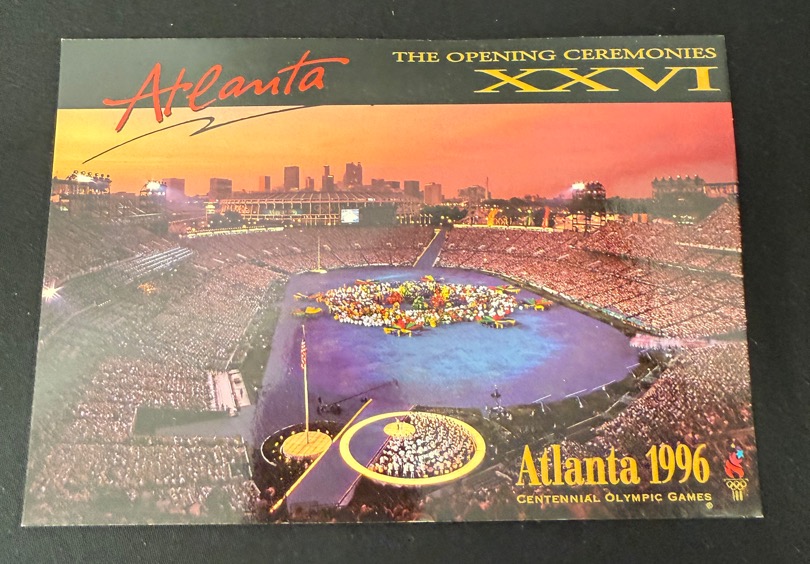 Atlanta
THE OPENING CEREMONIES
XXVI
Atlanta 1996
CENTENNIAL OLYMPIC GAMES